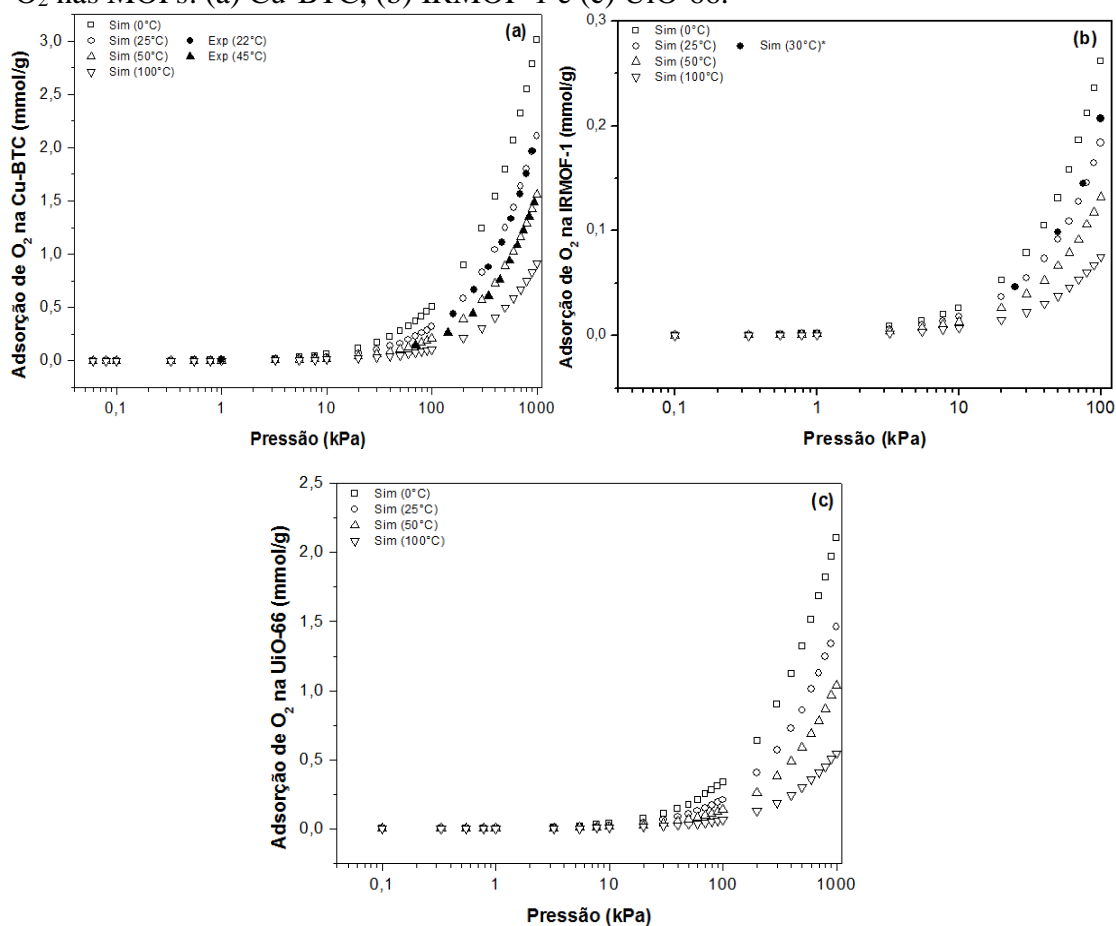 O₂ nas MOFs: (a) Cu-BTC, (b) IRMOF-1 e (c) UiO-66.
(a)
Sim (0°C)
Sim (25°C) Exp (22°C)
Sim (50°C) Exp (45°C)
Sim (100°C)
Adsorção de O₂ na Cu-BTC (mmol/g)
3,0
2,5
2,0
1,5
1,0
0,5
0,0
0,1 1 10 100 1000
Pressão (kPa)
(b)
Sim (0°C)
Sim (25°C) Sim (30°C)*
Sim (50°C)
Sim (100°C)
Adsorção de O₂ na IRMOF-1 (mmol/g)
0,3
0,2
0,1
0,0
0,1 1 10 100
Pressão (kPa)
(c)
Sim (0°C)
Sim (25°C)
Sim (50°C)
Sim (100°C)
Adsorção de O₂ na UiO-66 (mmol/g)
2,5
2,0
1,5
1,0
0,5
0,0
0,1 1 10 100 1000
Pressão (kPa)